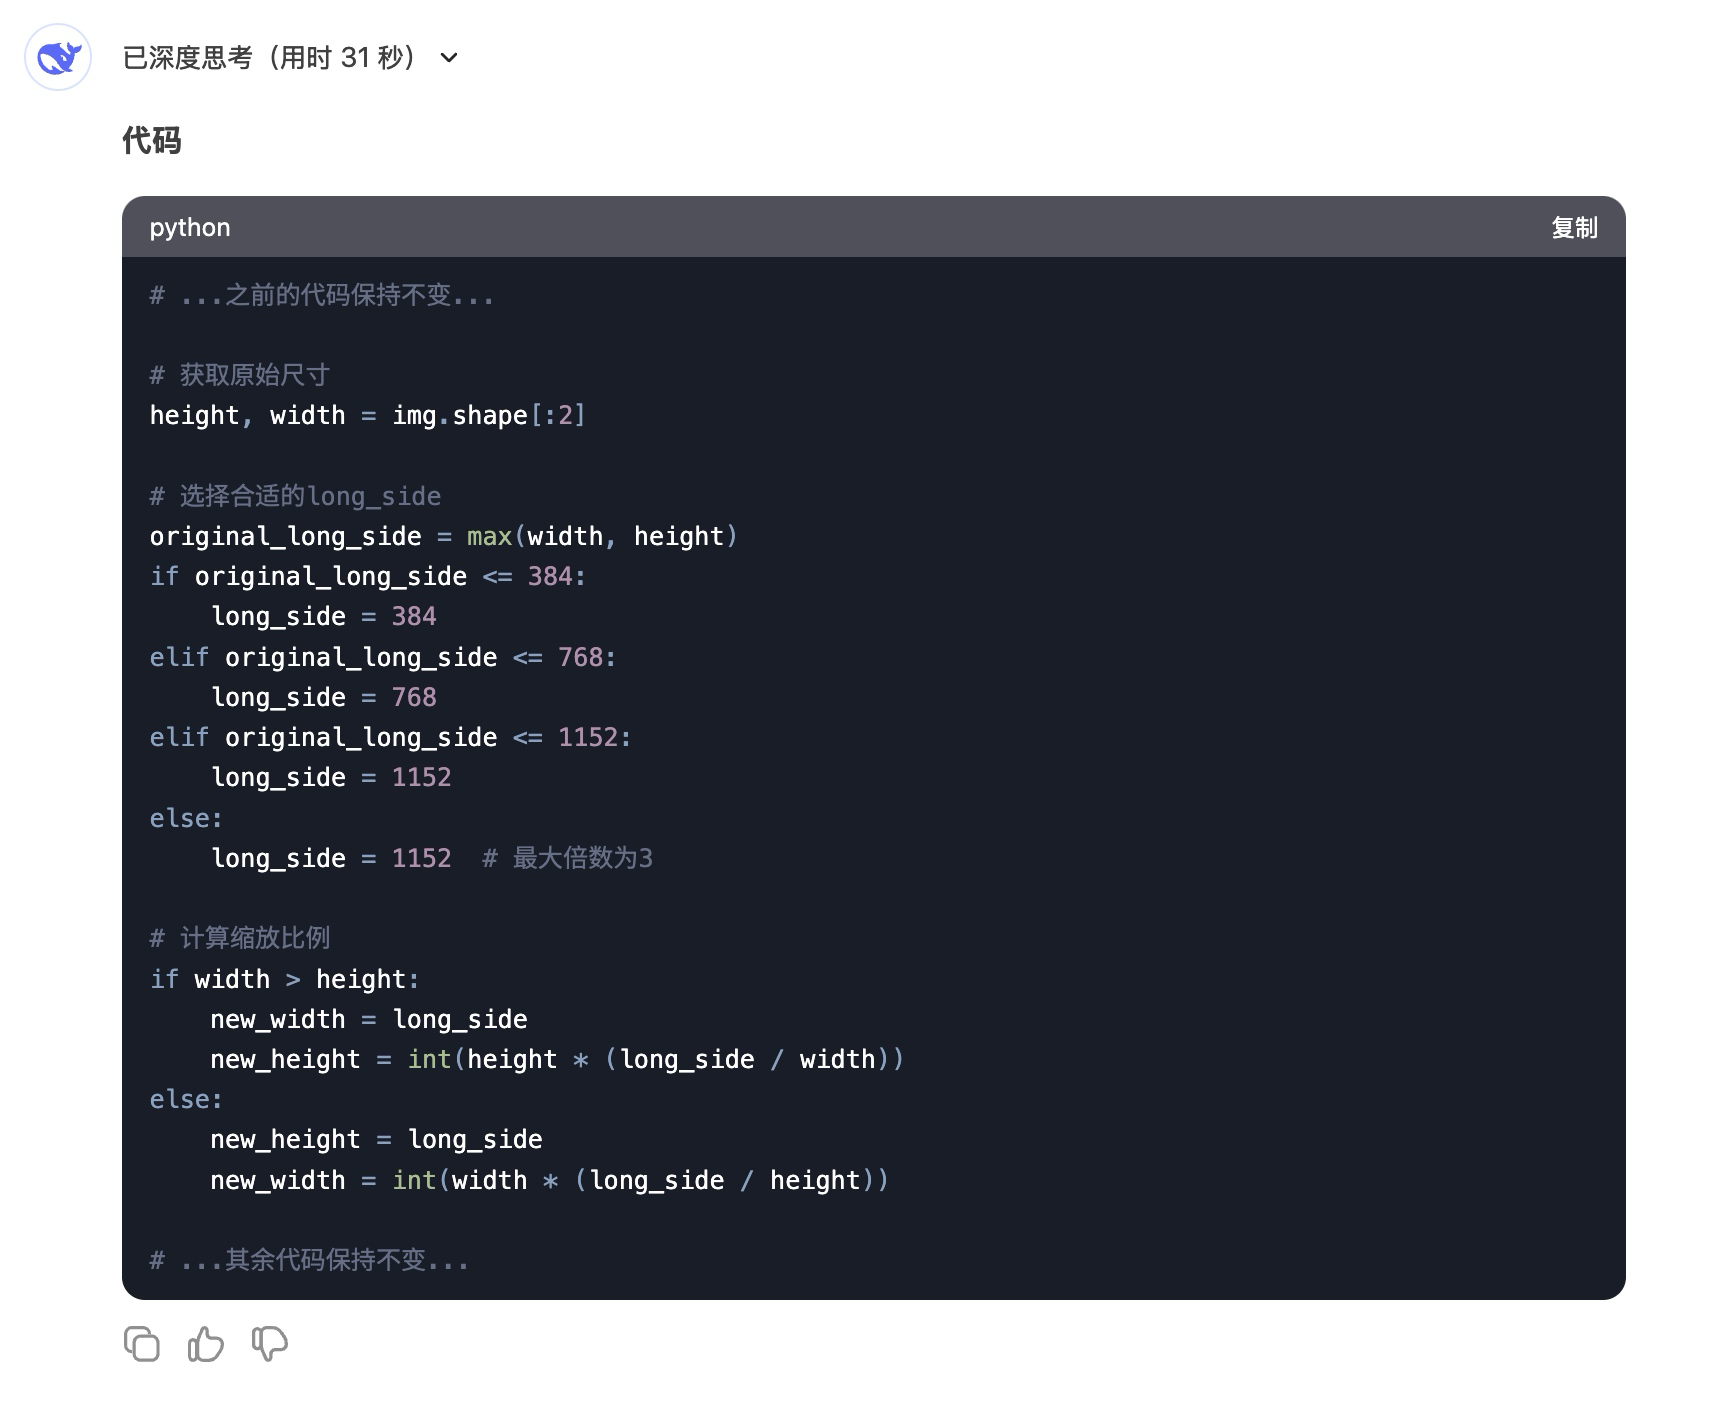 已深度思考（用时 31 秒）
代码
python
复制
# ...之前的代码保持不变...
# 获取原始尺寸
height, width = img.shape[:2]
# 选择合适的long_side
original_long_side = max(width, height)
if original_long_side <= 384:
    long_side = 384
elif original_long_side <= 768:
    long_side = 768
elif original_long_side <= 1152:
    long_side = 1152
else:
    long_side = 1152  # 最大倍数为3
# 计算缩放比例
if width > height:
    new_width = long_side
    new_height = int(height * (long_side / width))
else:
    new_height = long_side
    new_width = int(width * (long_side / height))
# ...其余代码保持不变...